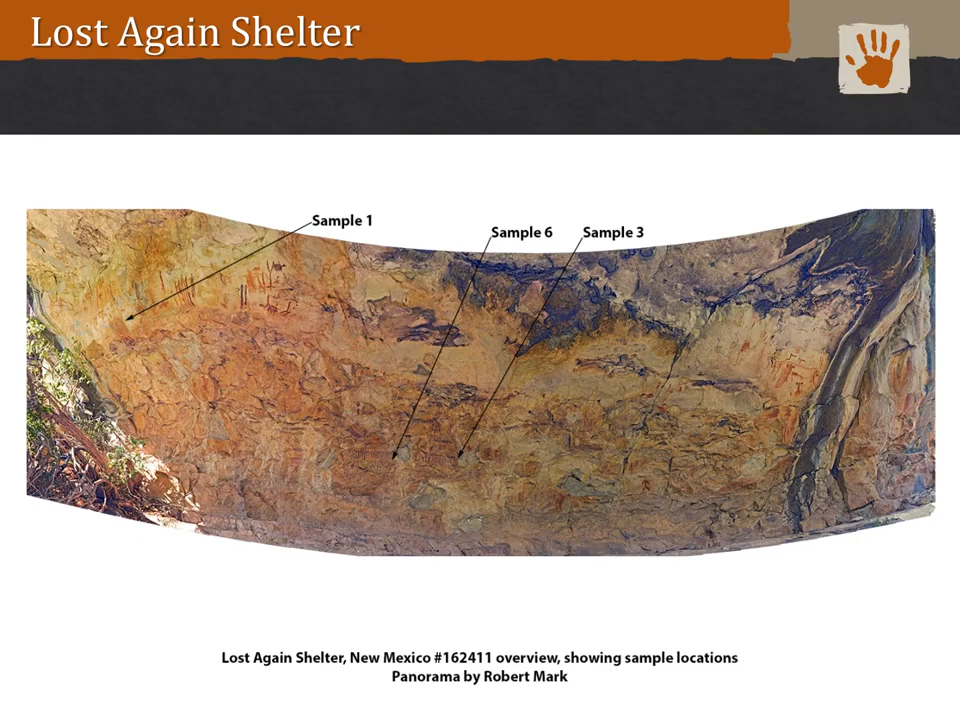 Lost Again Shelter
Sample 1
Sample 6
Sample 3
Lost Again Shelter, New Mexico #162411 overview, showing sample locations
Panorama by Robert Mark